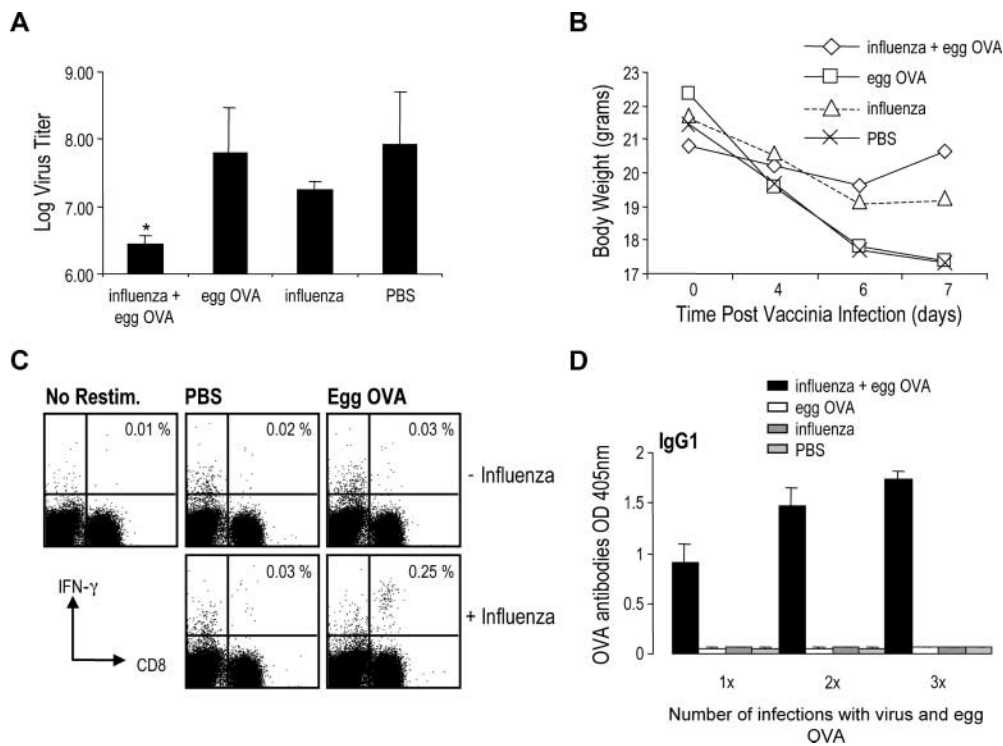 A
Log Virus Titer
9.00
8.00
7.00
6.00
*
influenza +
egg OVA
egg OVA
influenza
PBS
B
influenza + egg OVA
egg OVA
influenza
PBS
Body Weight (grams)
23
22
21
20
19
18
17
0
4
6
7
Time Post Vaccinia Infection (days)
C
No Restim.
PBS
Egg OVA
0.01 %
0.02 %
0.03 %
- Influenza
0.03 %
0.25 %
+ Influenza
IFN-γ
CD8
D
influenza + egg OVA
egg OVA
influenza
PBS
IgG1
OVA antibodies OD 405nm
2
1.5
1
0.5
0
1x
2x
3x
Number of infections with virus and egg
OVA